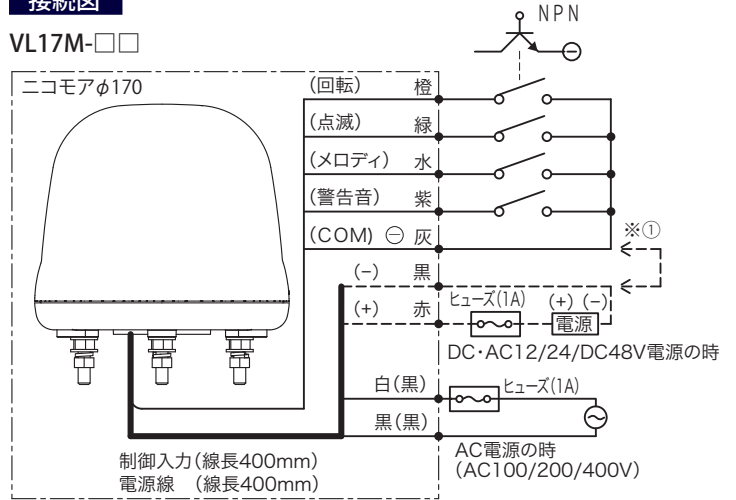 接続図
NPN
VL17M-□□
ニコモアφ170
(回転) 橙
(点滅) 緑
(メロディ) 水
(警告音) 紫
(COM) ⊖ 灰
※①
(−) 黒
(+) 赤
ヒューズ(1A)
(+) (−)
電源
DC・AC12/24/DC48V電源の時
白(黒)
ヒューズ(1A)
黒(黒)
AC電源の時
(AC100/200/400V)
制御入力(線長400mm)
電源線 (線長400mm)